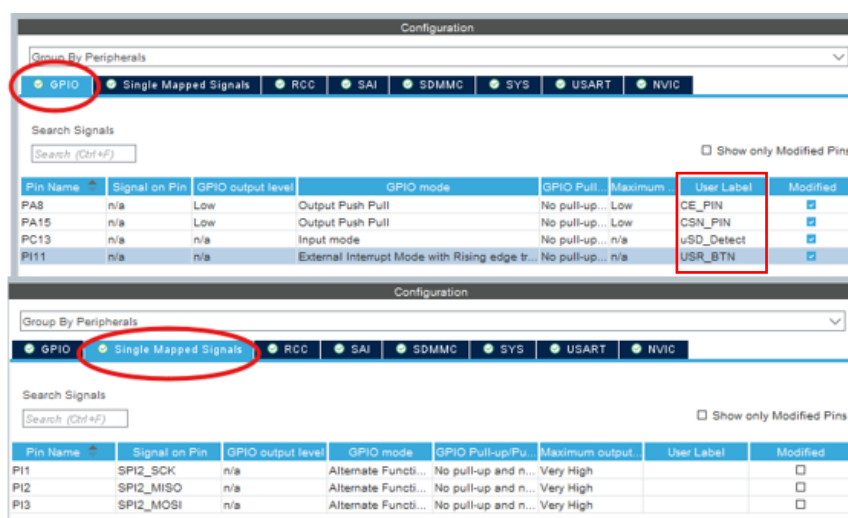 Configuration
Group By Peripherals
GPIO Single Mapped Signals RCC SAI SDMMC SYS USART NVIC
Search Signals
Search (Ctrl+F)
Show only Modified Pins
Pin Name Signal on Pin GPIO output level GPIO mode GPIO Pull... Maximum ... User Label Modified
PA8 n/a Low Output Push Pull No pull-up... Low CE_PIN
PA15 n/a Low Output Push Pull No pull-up... Low CSN_PIN
PC13 n/a n/a Input mode No pull-up... n/a uSD_Detect
PI11 n/a n/a External Interrupt Mode with Rising edge tr... No pull-up... n/a USR_BTN
Configuration
Group By Peripherals
GPIO Single Mapped Signals RCC SAI SDMMC SYS USART NVIC
Search Signals
Search (Ctrl+F)
Show only Modified Pins
Pin Name Signal on Pin GPIO output level GPIO mode GPIO Pull-up/Pu... Maximum output... User Label Modified
PI1 SPI2_SCK n/a Alternate Functi... No pull-up and n... Very High
PI2 SPI2_MISO n/a Alternate Functi... No pull-up and n... Very High
PI3 SPI2_MOSI n/a Alternate Functi... No pull-up and n... Very High